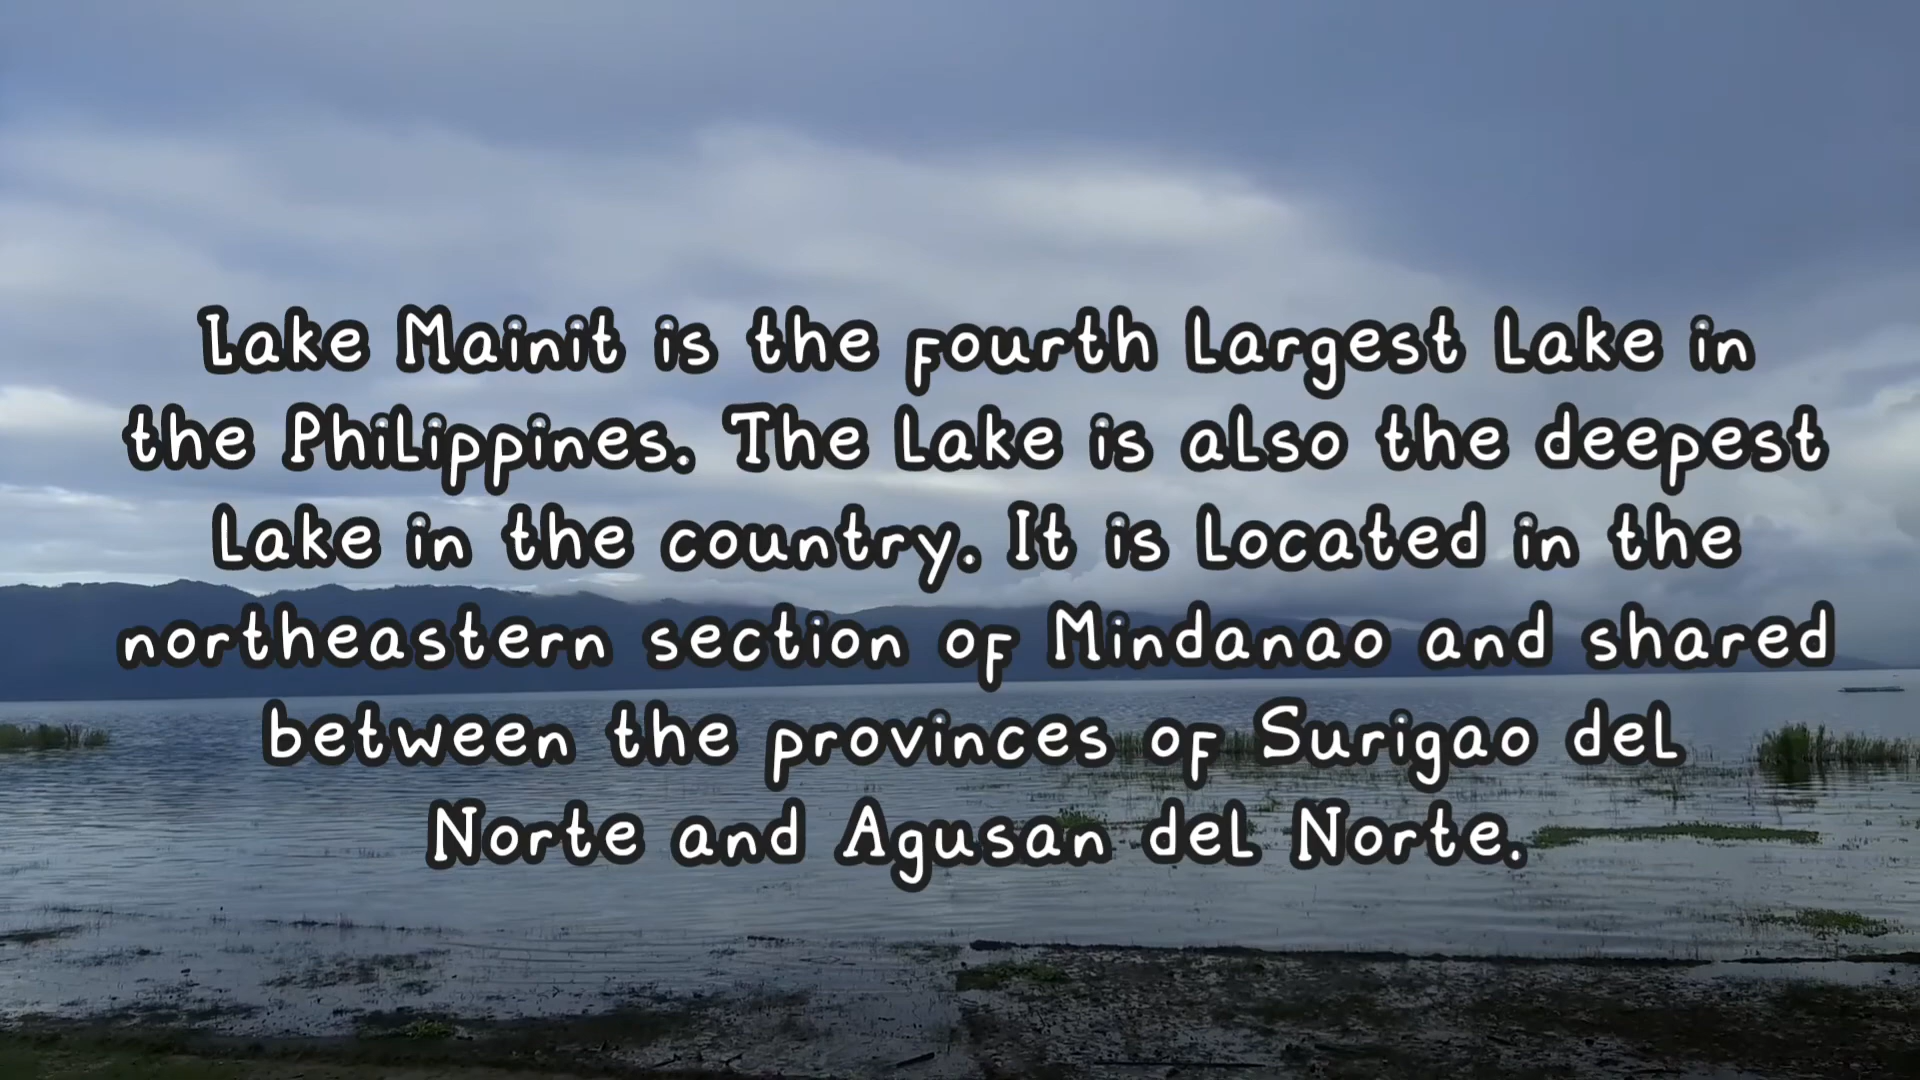 Lake Mainit is the fourth largest lake in
the Philippines. The lake is also the deepest
lake in the country. It is located in the
northeastern section of Mindanao and shared
between the provinces of Surigao del
Norte and Agusan del Norte.